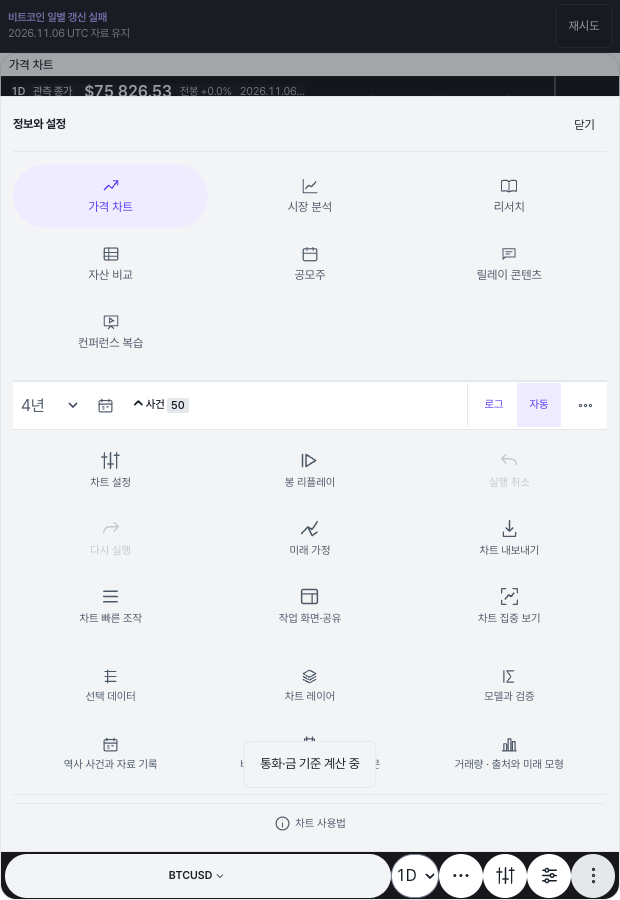 비트코인 일별 갱신 실패
2026.11.06 UTC 자료 유지
재시도
가격 차트
1D 관측 종가 $75 826.53 전봉 +0.0% 2026.11.06…
정보와 설정
닫기
가격 차트
시장 분석
리서치
자산 비교
공모주
릴레이 콘텐츠
컨퍼런스 복습
4년
사건 50
로그
자동
차트 설정
봉 리플레이
실행 취소
다시 실행
미래 가정
차트 내보내기
차트 빠른 조작
작업 화면·공유
차트 집중 보기
선택 데이터
차트 레이어
모델과 검증
역사 사건과 자료 기록
통화·금 기준 계산 중
거래량 · 출처와 미래 모형
차트 사용법
BTCUSD
1D